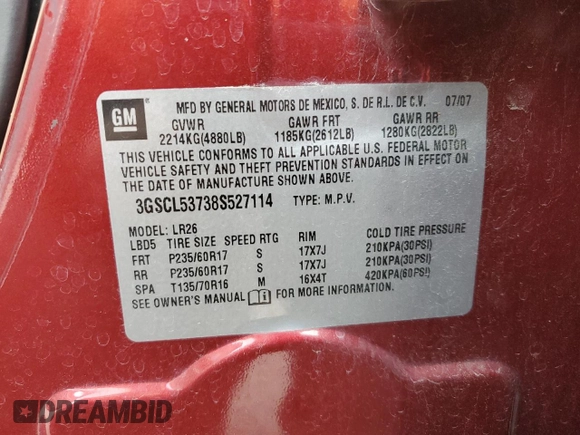 GM
MFD BY GENERAL MOTORS DE MEXICO, S. DE R.L. DE C.V. 07/07
GVWR GAWR FRT GAWR RR
2214KG(4880LB) 1185KG(2612LB) 1280KG(2822LB)
THIS VEHICLE CONFORMS TO ALL APPLICABLE U.S. FEDERAL MOTOR
VEHICLE SAFETY AND THEFT PREVENTION STANDARDS IN EFFECT ON
THE DATE OF MANUFACTURE SHOWN ABOVE.
3GSCL53738S527114 TYPE: M.P.V.
MODEL: LR26
LBD5 TIRE SIZE SPEED RTG RIM COLD TIRE PRESSURE
FRT P235/60R17 S 17X7J 210KPA(30PSI)
RR P235/60R17 S 17X7J 210KPA(30PSI)
SPA T135/70R16 M 16X4T 420KPA(60PSI)
SEE OWNER'S MANUAL FOR MORE INFORMATION.
DREAMBID